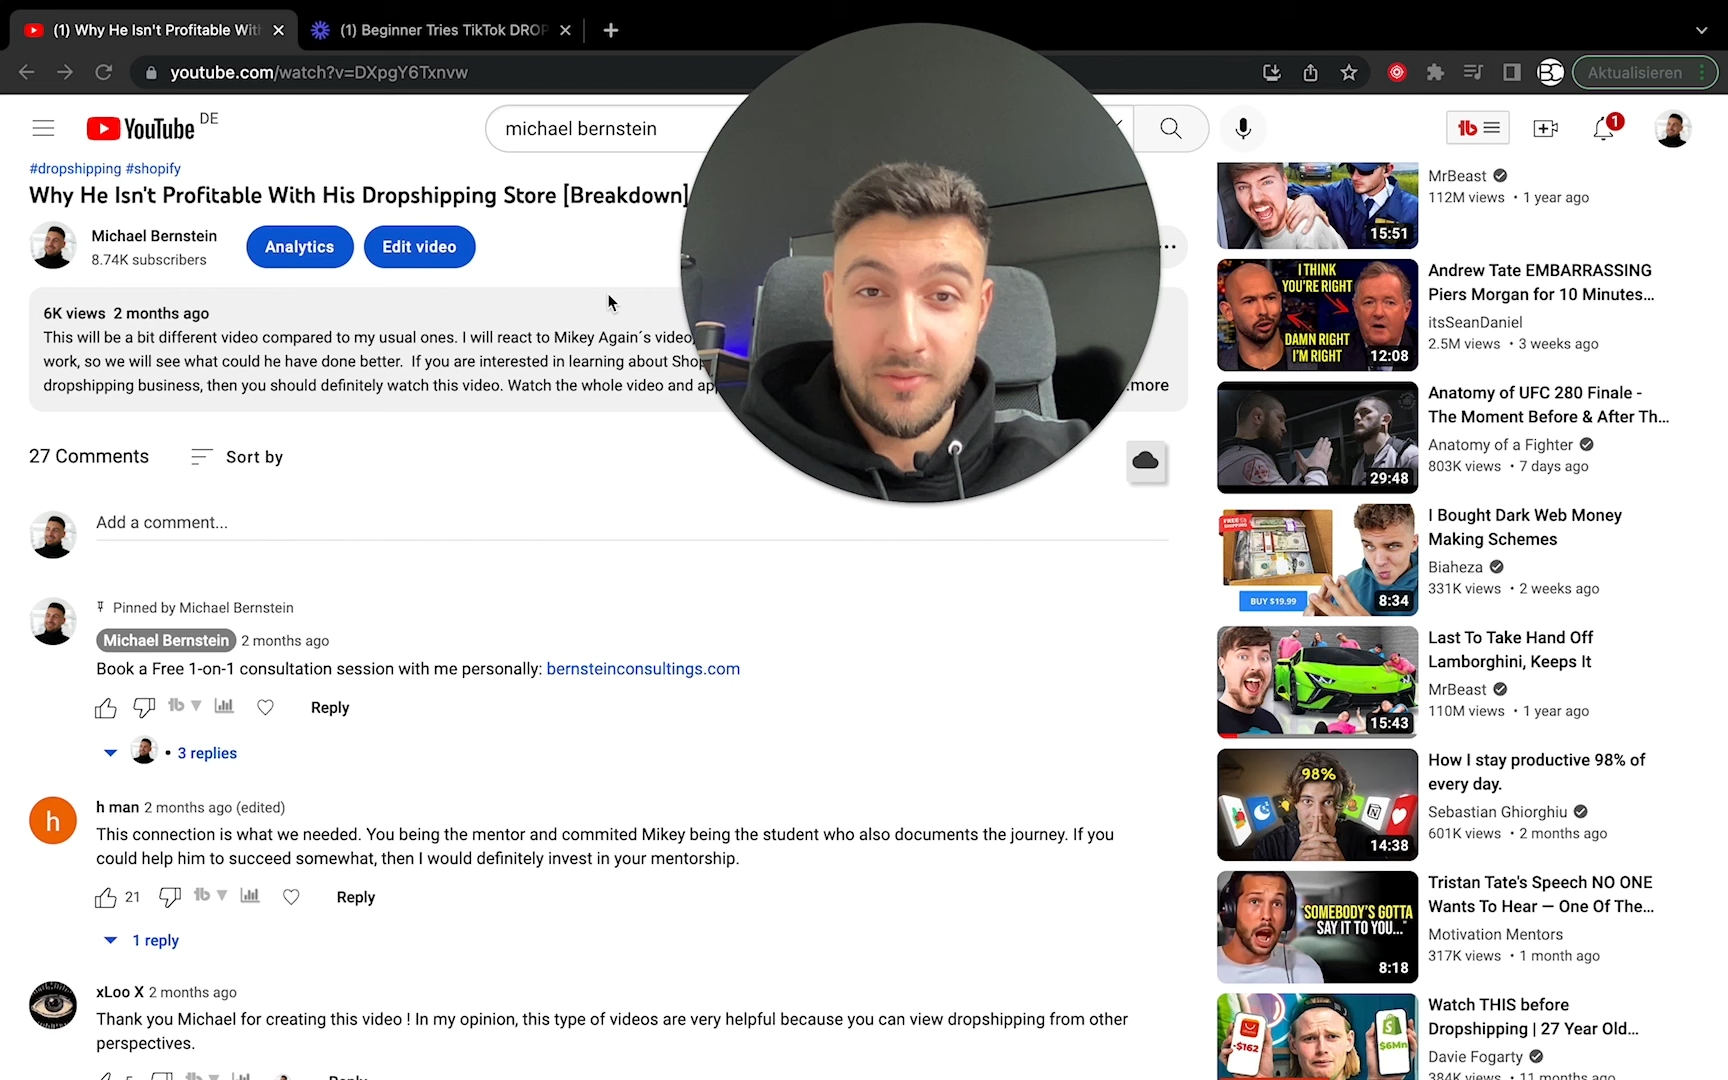 (1) Why He Isn't Profitable With
(1) Beginner Tries TikTok DROP
youtube.com/watch?v=DXpgY6Txnvw
Aktualisieren
YouTube DE
michael bernstein
1
#dropshipping #shopify
Why He Isn't Profitable With His Dropshipping Store [Breakdown]
Michael Bernstein
8.74K subscribers
Analytics
Edit video
6K views 2 months ago
This will be a bit different video compared to my usual ones. I will react to Mikey Again´s video,
work, so we will see what could he have done better. If you are interested in learning about Shop
dropshipping business, then you should definitely watch this video. Watch the whole video and
...more
27 Comments
Sort by
Add a comment...
Pinned by Michael Bernstein
Michael Bernstein 2 months ago
Book a Free 1-on-1 consultation session with me personally: bernsteinconsultings.com
Reply
3 replies
h
h man 2 months ago (edited)
This connection is what we needed. You being the mentor and commited Mikey being the student who also documents the journey. If you
could help him to succeed somewhat, then I would definitely invest in your mentorship.
21
Reply
1 reply
xLoo X 2 months ago
Thank you Michael for creating this video ! In my opinion, this type of videos are very helpful because you can view dropshipping from other
perspectives.
15:51
MrBeast
112M views • 1 year ago
I THINK
YOU'RE RIGHT
DAMN RIGHT
I'M RIGHT
12:08
Andrew Tate EMBARRASSING
Piers Morgan for 10 Minutes...
itsSeanDaniel
2.5M views • 3 weeks ago
29:48
Anatomy of UFC 280 Finale -
The Moment Before & After Th...
Anatomy of a Fighter
803K views • 7 days ago
FREE
BUY $19.99
8:34
I Bought Dark Web Money
Making Schemes
Biaheza
331K views • 2 weeks ago
15:43
Last To Take Hand Off
Lamborghini, Keeps It
MrBeast
110M views • 1 year ago
98%
14:38
How I stay productive 98% of
every day.
Sebastian Ghiorghiu
601K views • 2 months ago
"SOMEBODY'S GOTTA
SAY IT TO YOU..."
8:18
Tristan Tate's Speech NO ONE
Wants To Hear — One Of The...
Motivation Mentors
317K views • 1 month ago
-$162
$6Mn
Watch THIS before
Dropshipping | 27 Year Old...
Davie Fogarty
384K views • 11 months ago